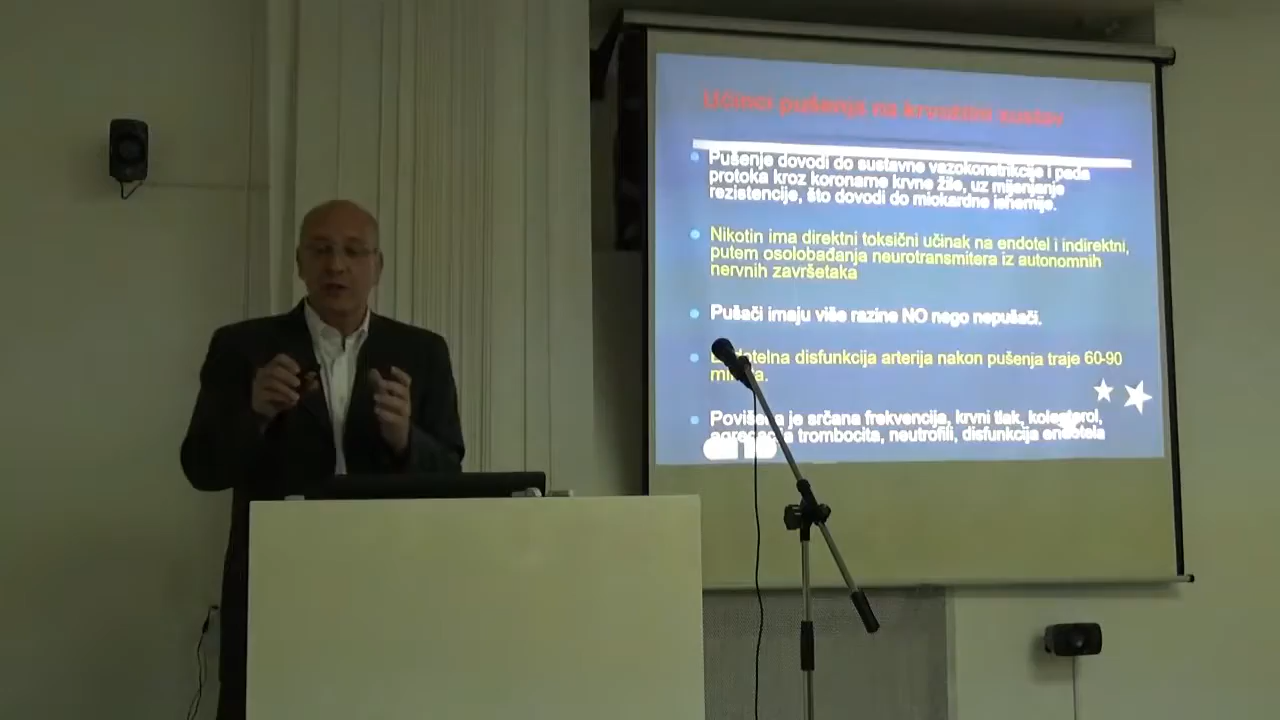 Učinci pušenja na krvožilni sustav
Pušenje dovodi do sustavne vazokonstrikcije i pada
protoka kroz koronarne krvne žile, uz mijenjanje
rezistencije, što dovodi do miokardne ishemije.
Nikotin ima direktni toksični učinak na endotel i indirektni,
putem osolobađanja neurotransmitera iz autonomnih
nervnih završetaka
Pušači imaju više razine NO nego nepušači.
disfunkcija arterija nakon pušenja traje 60-90
je srčana frekvencija, krvni tlak, kolesterol,
trombocita, neutrofili, disfunkcija endotela